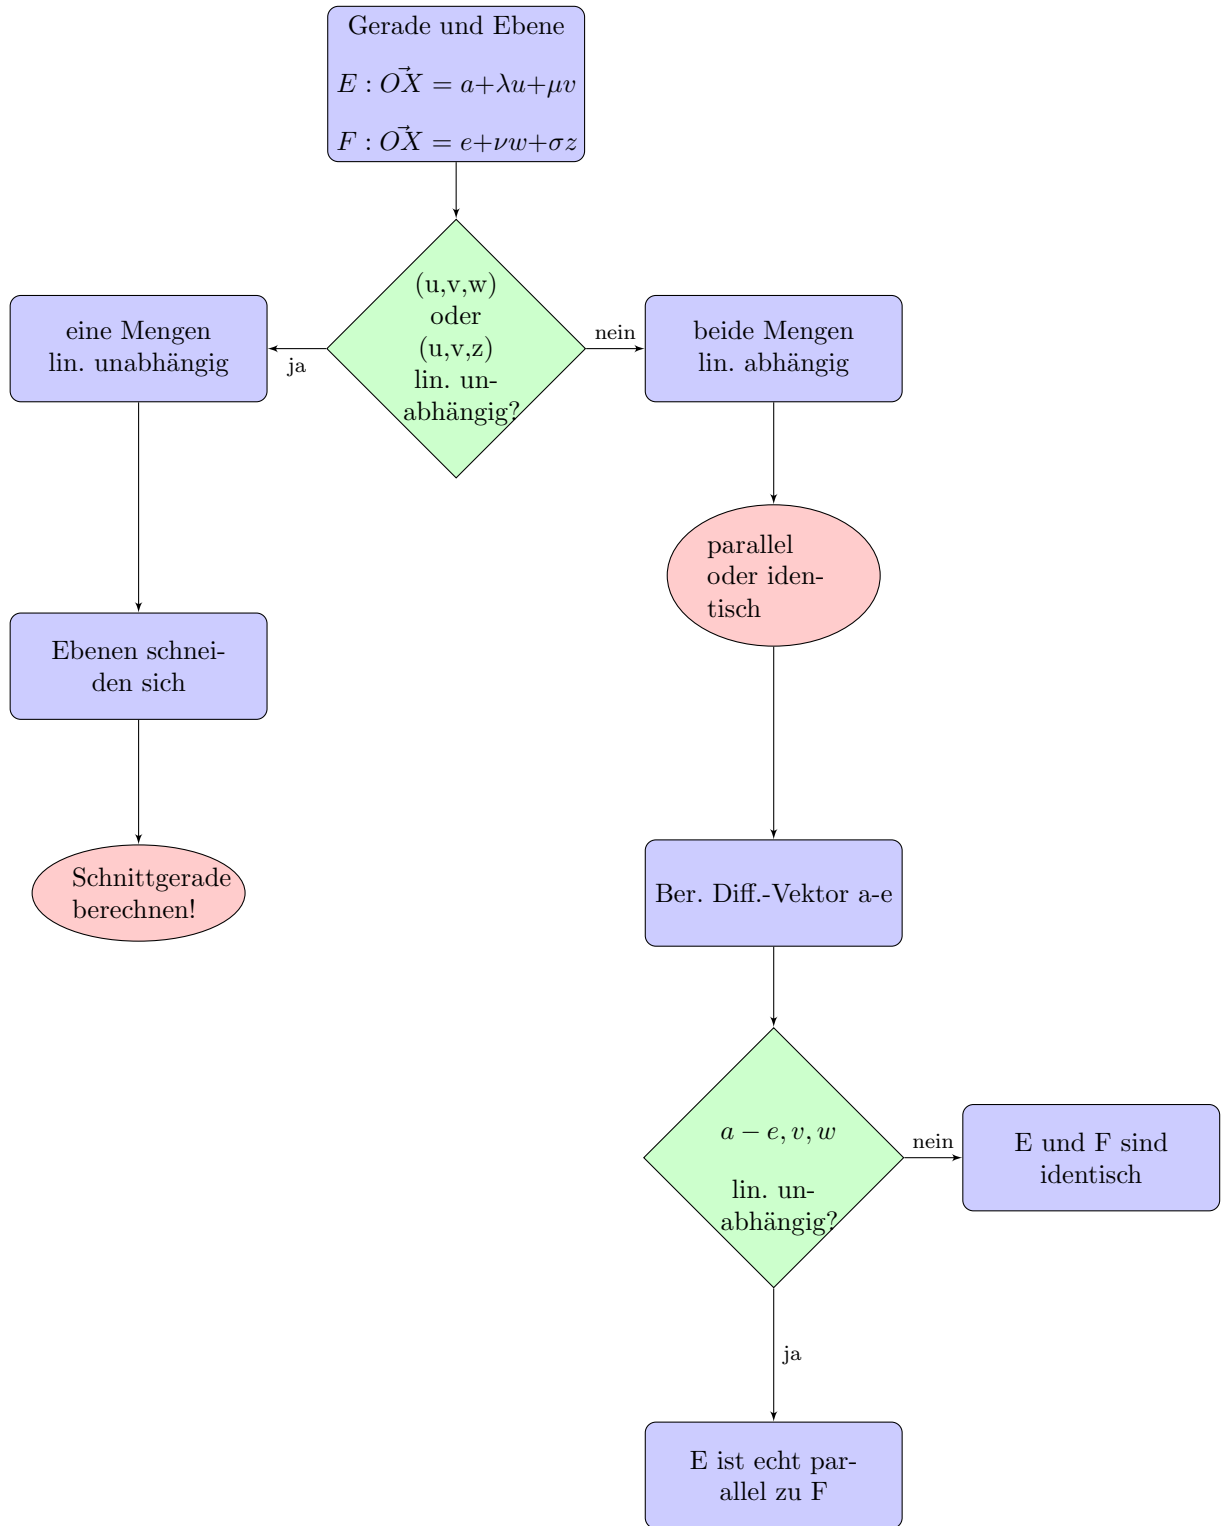 Gerade und Ebene
E : \vec{OX} = a+λu+μv
F : \vec{OX} = e+νw+σz
(u,v,w)
oder
(u,v,z)
lin. un-
abhängig?
ja
nein
eine Mengen
lin. unabhängig
beide Mengen
lin. abhängig
parallel
oder iden-
tisch
Ebenen schnei-
den sich
Schnittgerade
berechnen!
Ber. Diff.-Vektor a-e
a − e, v, w
lin. un-
abhängig?
nein
E und F sind
identisch
ja
E ist echt par-
allel zu F